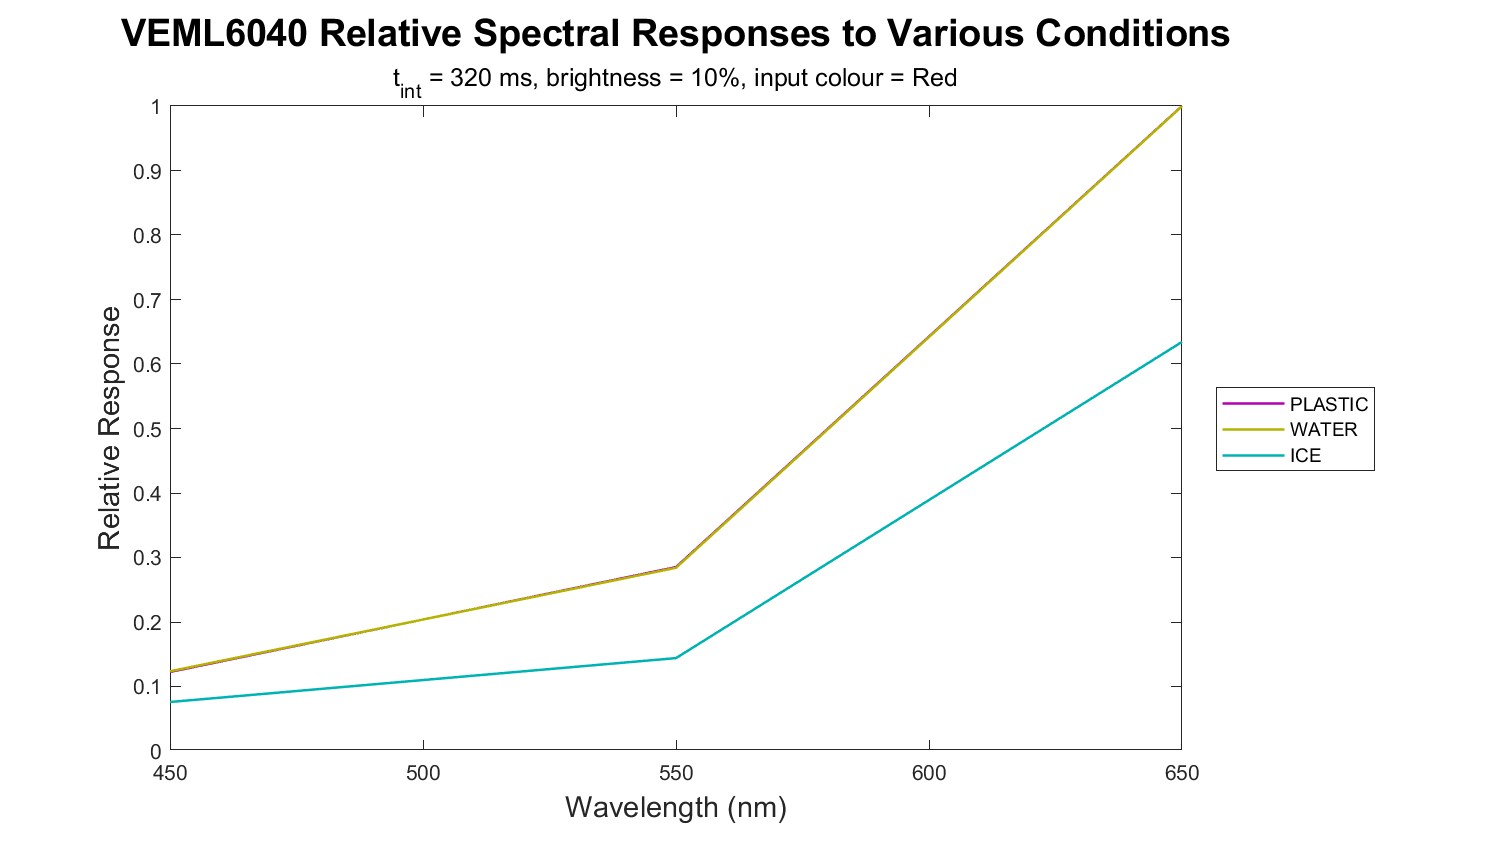 VEML6040 Relative Spectral Responses to Various Conditions
t_int = 320 ms, brightness = 10%, input colour = Red
1
0.9
0.8
0.7
0.6
0.5
0.4
0.3
0.2
0.1
0
Relative Response
450 500 550 600 650
Wavelength (nm)
PLASTIC
WATER
ICE